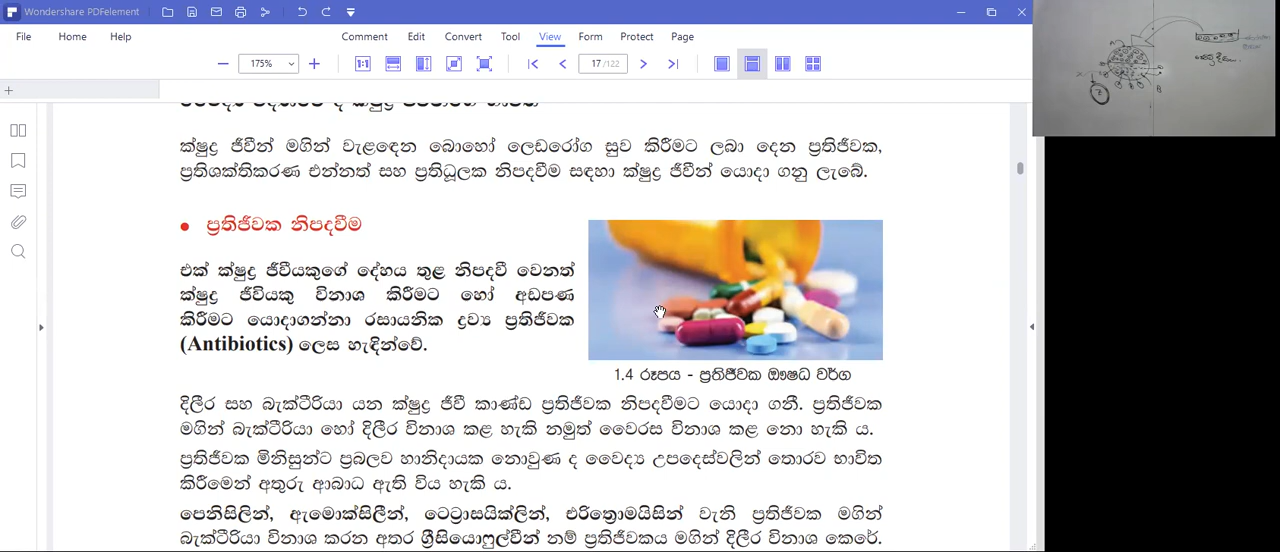 Wondershare PDFelement
File Home Help Comment Edit Convert Tool View Form Protect Page
175% 17 /122
ක්ෂුද්‍ර ජීවීන් මගින් වැළඳෙන බොහෝ ලෙඩරෝග සුව කිරීමට ලබා දෙන ප්‍රතිජීවක,
ප්‍රතිශක්තිකරණ එන්නත් සහ ප්‍රතිධූලක නිපදවීම සඳහා ක්ෂුද්‍ර ජීවීන් යොදා ගනු ලැබේ.
• ප්‍රතිජීවක නිපදවීම
එක් ක්ෂුද්‍ර ජීවියකුගේ දේහය තුළ නිපදවී වෙනත්
ක්ෂුද්‍ර ජීවියකු විනාශ කිරීමට හෝ අඩපණ
කිරීමට යොදාගන්නා රසායනික ද්‍රව්‍ය ප්‍රතිජීවක
(Antibiotics) ලෙස හැඳින්වේ.
1.4 රූපය - ප්‍රතිජීවක ඖෂධ වර්ග
දිලීර සහ බැක්ටීරියා යන ක්ෂුද්‍ර ජීවී කාණ්ඩ ප්‍රතිජීවක නිපදවීමට යොදා ගනී. ප්‍රතිජීවක
මගින් බැක්ටීරියා හෝ දිලීර විනාශ කළ හැකි නමුත් වෛරස විනාශ කළ නො හැකි ය.
ප්‍රතිජීවක මිනිසුන්ට ප්‍රබලව හානිදායක නොවුණ ද වෛද්‍ය උපදෙස්වලින් තොරව භාවිත
කිරීමෙන් අතුරු ආබාධ ඇති විය හැකි ය.
පෙනිසිලින්, ඇමොක්සිලීන්, ටෙට්‍රාසයික්ලින්, එරිත්‍රොමයිසින් වැනි ප්‍රතිජීවක මගින්
බැක්ටීරියා විනාශ කරන අතර ග්‍රීසියොෆුල්වීන් නම් ප්‍රතිජීවකය මගින් දිලීර විනාශ කෙරේ.